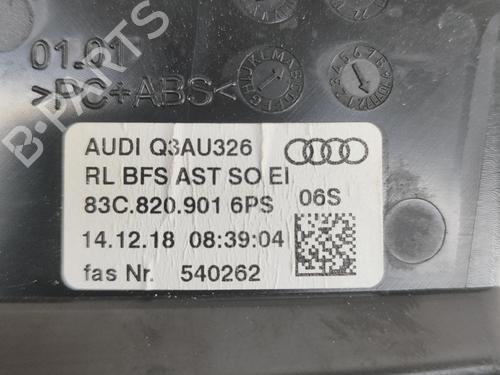 01.01
>PC+ABS<
B-PARTS
AUDI Q3AU326
RL BFS AST SO EI
83C.820.901 6PS 06S
14.12.18 08:39:04
fas Nr. 540262